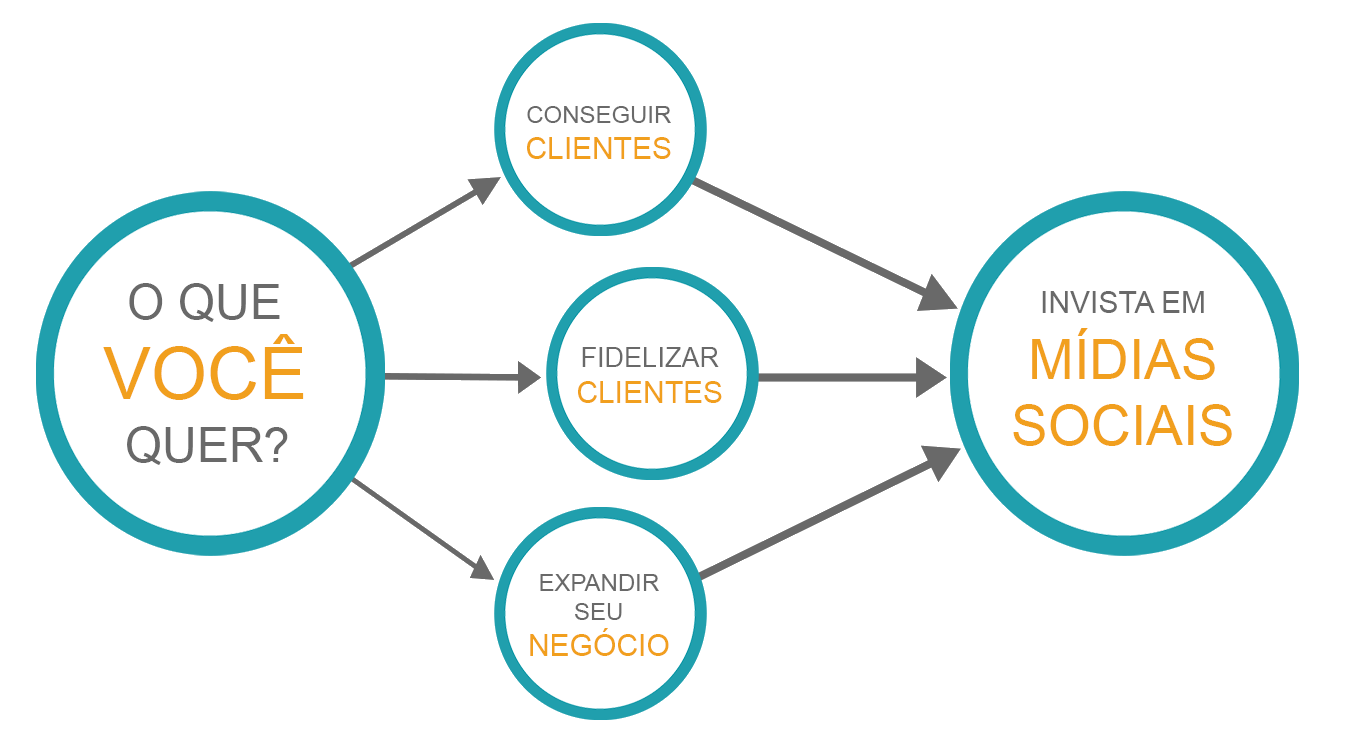 O QUE
VOCÊ
QUER?
CONSEGUIR
CLIENTES
FIDELIZAR
CLIENTES
EXPANDIR
SEU
NEGÓCIO
INVISTA EM
MÍDIAS
SOCIAIS